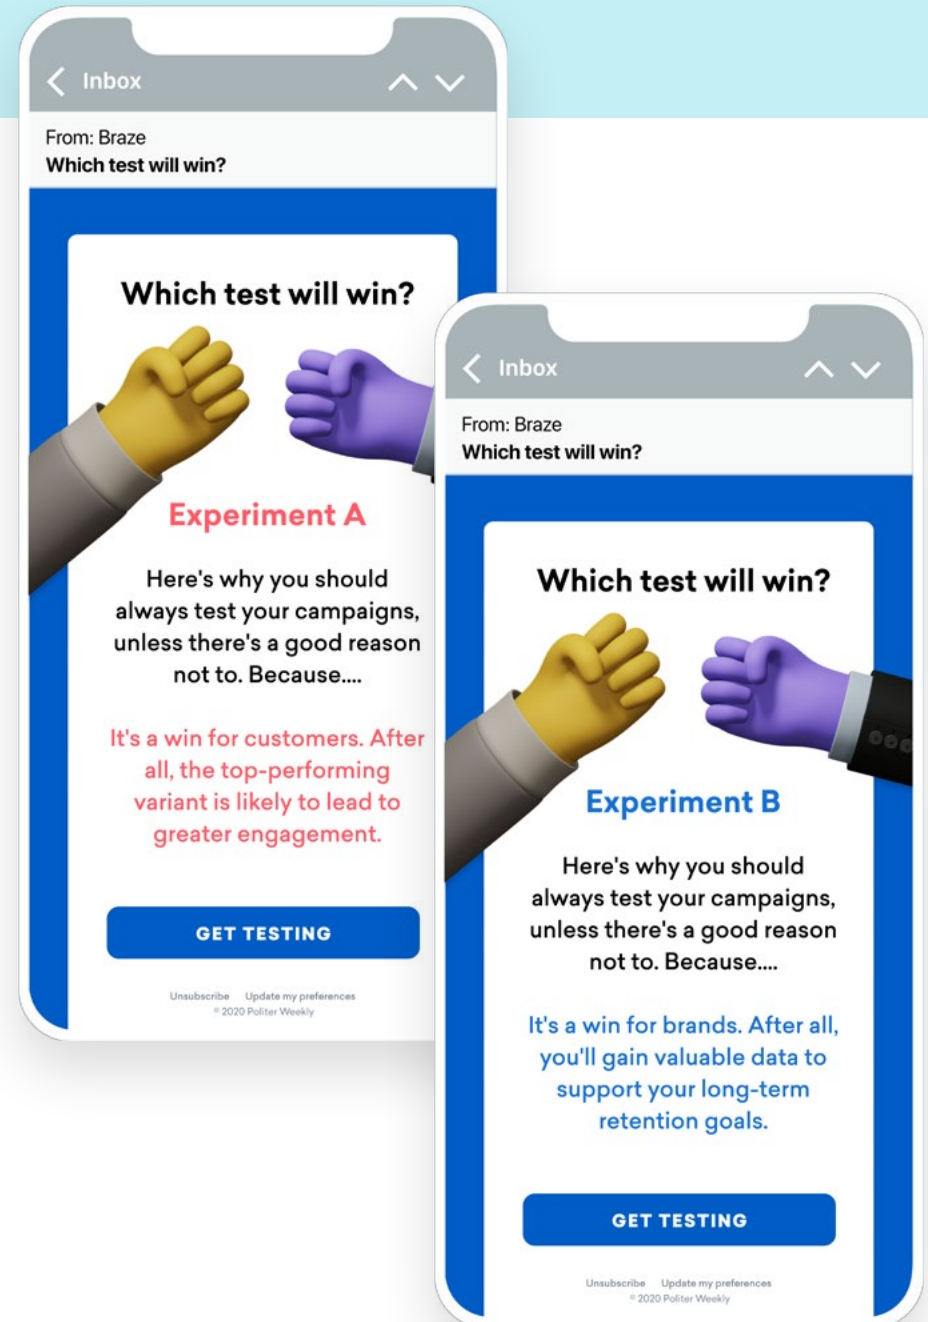 Inbox
From: Braze
Which test will win?
Which test will win?
Experiment A
Here's why you should
always test your campaigns,
unless there's a good reason
not to. Because....
It's a win for customers. After
all, the top-performing
variant is likely to lead to
greater engagement.
GET TESTING
Unsubscribe Update my preferences
© 2020 Politer Weekly
Inbox
From: Braze
Which test will win?
Which test will win?
Experiment B
Here's why you should
always test your campaigns,
unless there's a good reason
not to. Because....
It's a win for brands. After all,
you'll gain valuable data to
support your long-term
retention goals.
GET TESTING
Unsubscribe Update my preferences
© 2020 Politer Weekly